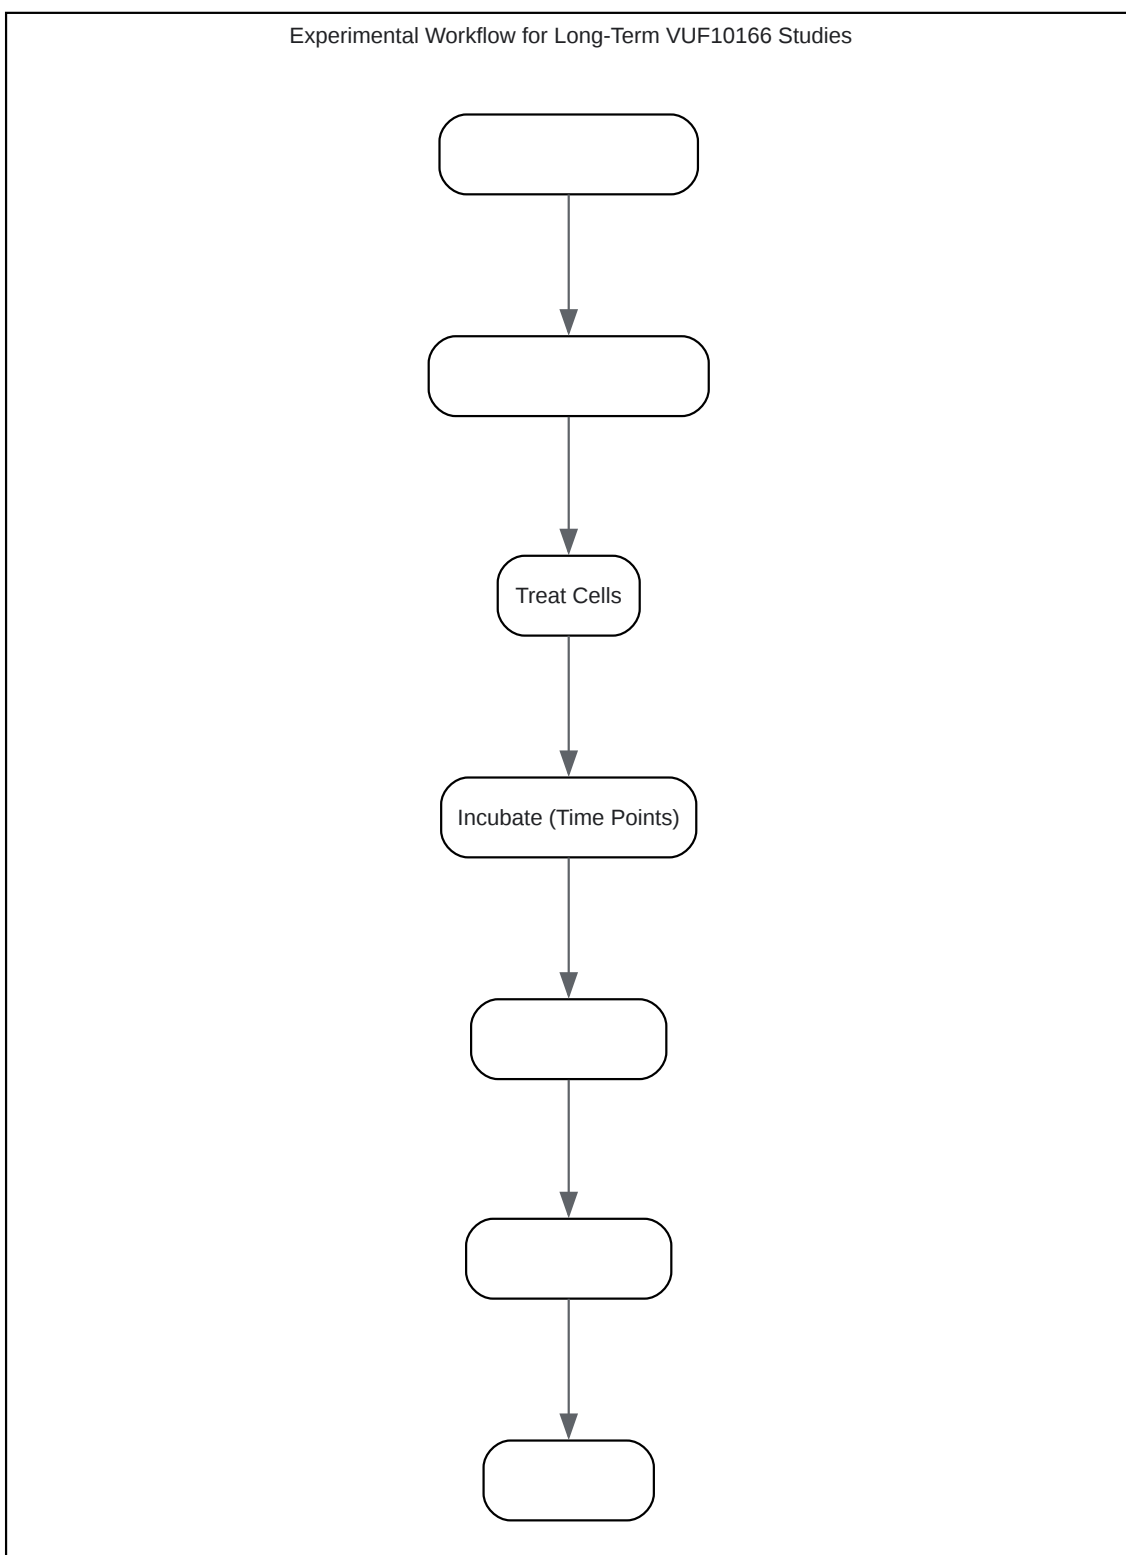 Experimental Workflow for Long-Term VUF10166 Studies
Treat Cells
Incubate (Time Points)